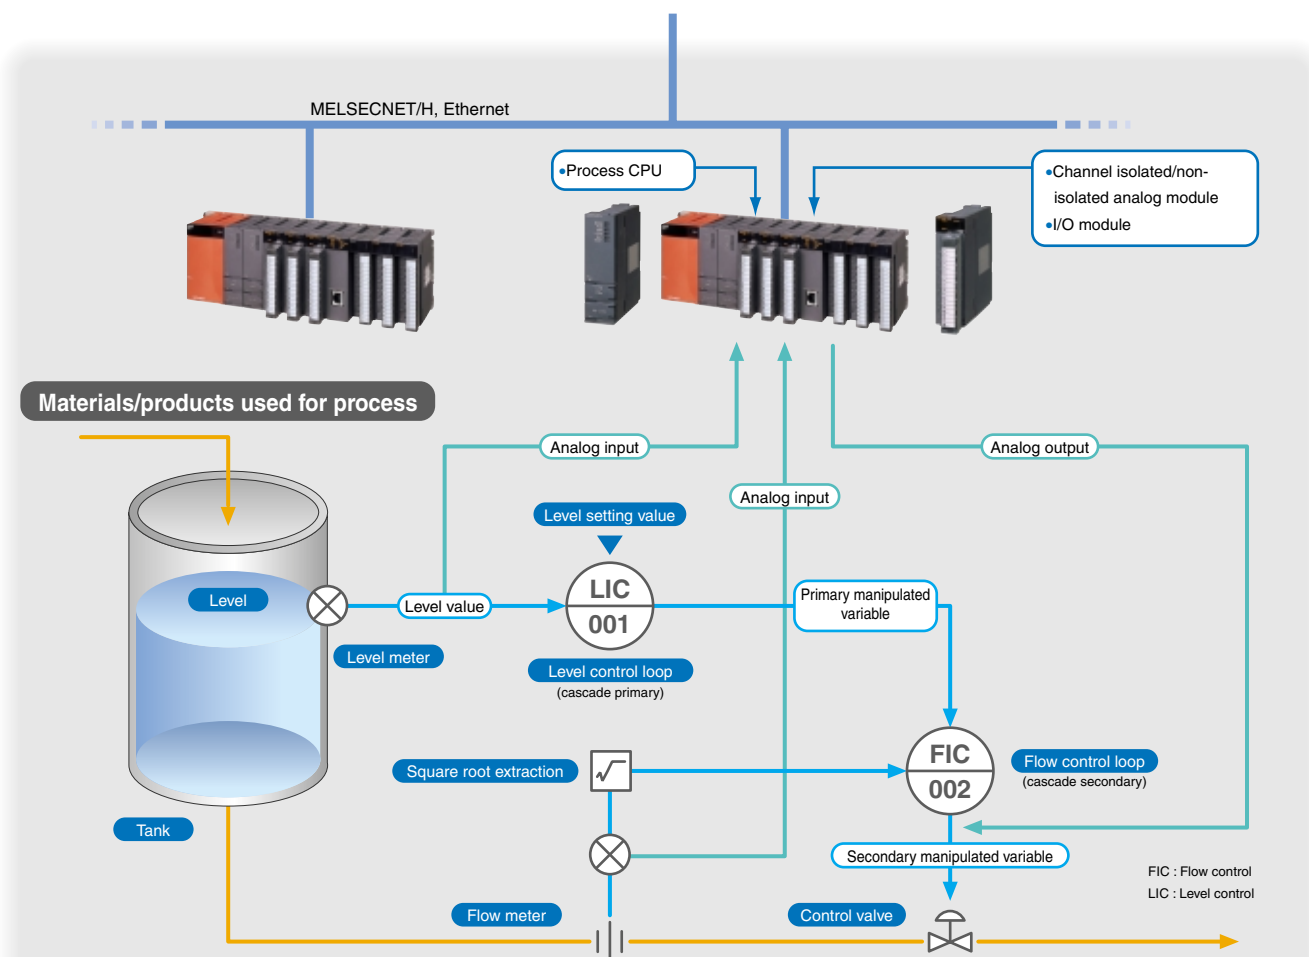 MELSECNET/H, Ethernet
•Process CPU
•Channel isolated/non-
isolated analog module
•I/O module
Materials/products used for process
Analog input
Analog output
Analog input
Level setting value
Level
Level value
LIC
001
Primary manipulated
variable
Level meter
Level control loop
(cascade primary)
Square root extraction
FIC
002
Flow control loop
(cascade secondary)
Tank
Secondary manipulated variable
FIC : Flow control
LIC : Level control
Flow meter
Control valve